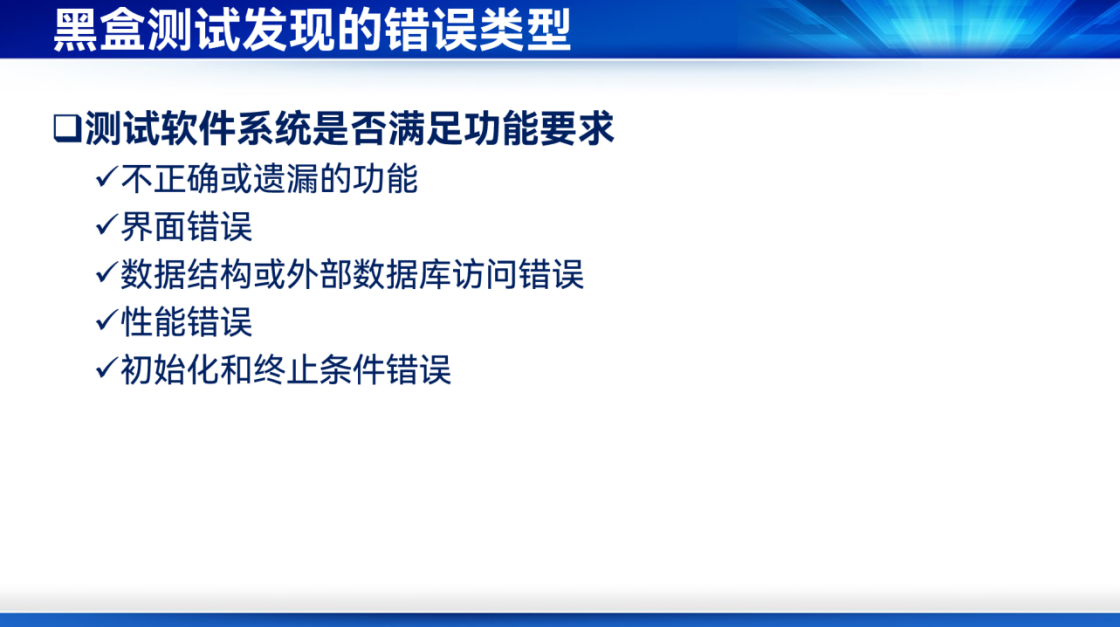 黑盒测试发现的错误类型
❑测试软件系统是否满足功能要求
✓不正确或遗漏的功能
✓界面错误
✓数据结构或外部数据库访问错误
✓性能错误
✓初始化和终止条件错误